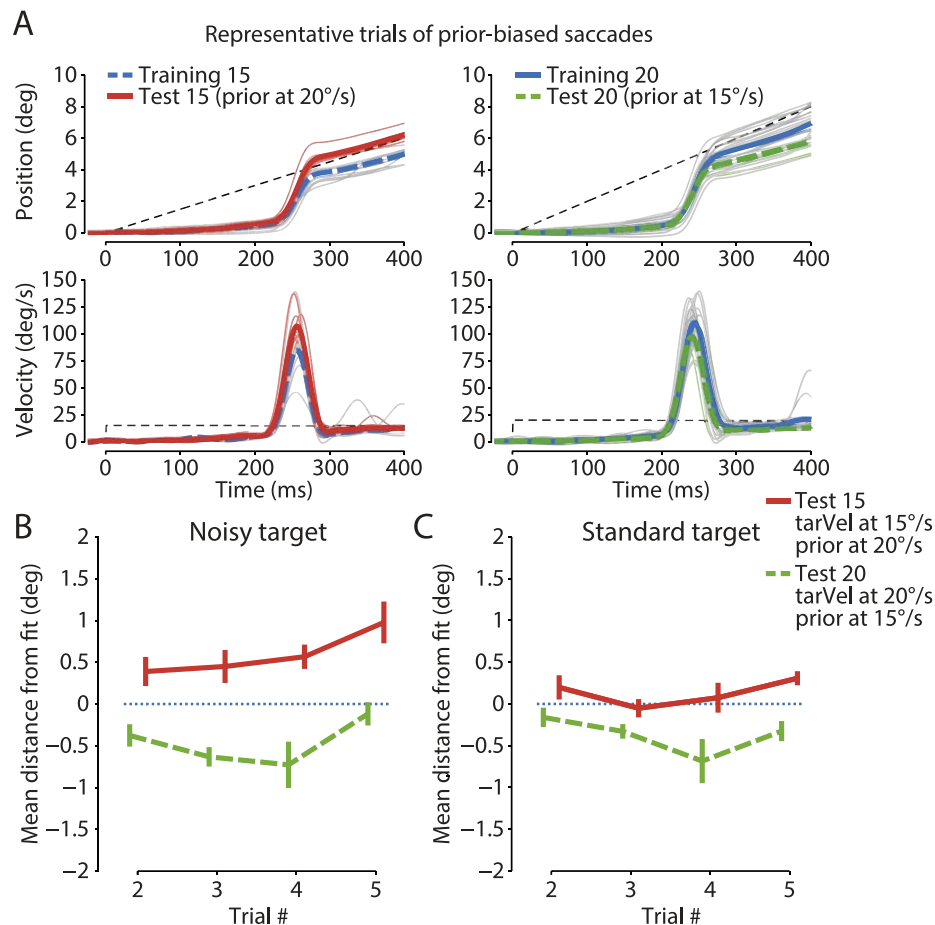 A
Representative trials of prior-biased saccades
Training 15
Test 15 (prior at 20°/s)
Training 20
Test 20 (prior at 15°/s)
Position (deg)
10
8
6
4
2
0
0 100 200 300 400
10
8
6
4
2
0
0 100 200 300 400
Velocity (deg/s)
150
125
100
75
50
25
0
0 100 200 300 400
Time (ms)
150
125
100
75
50
25
0
0 100 200 300 400
Time (ms)
Test 15
tarVel at 15°/s
prior at 20°/s
Test 20
tarVel at 20°/s
prior at 15°/s
B
Noisy target
Mean distance from fit (deg)
2
1.5
1
0.5
0
−0.5
−1
−1.5
−2
2 3 4 5
Trial #
C
Standard target
Mean distance from fit (deg)
2
1.5
1
0.5
0
−0.5
−1
−1.5
−2
2 3 4 5
Trial #